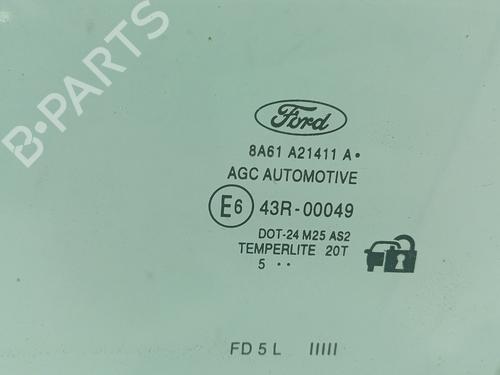 B-PARTS
Ford
8A61 A21411 A•
AGC AUTOMOTIVE
E6 43R-00049
DOT-24 M25 AS2
TEMPERLITE 20T
5 ••
FD 5 L IIIII